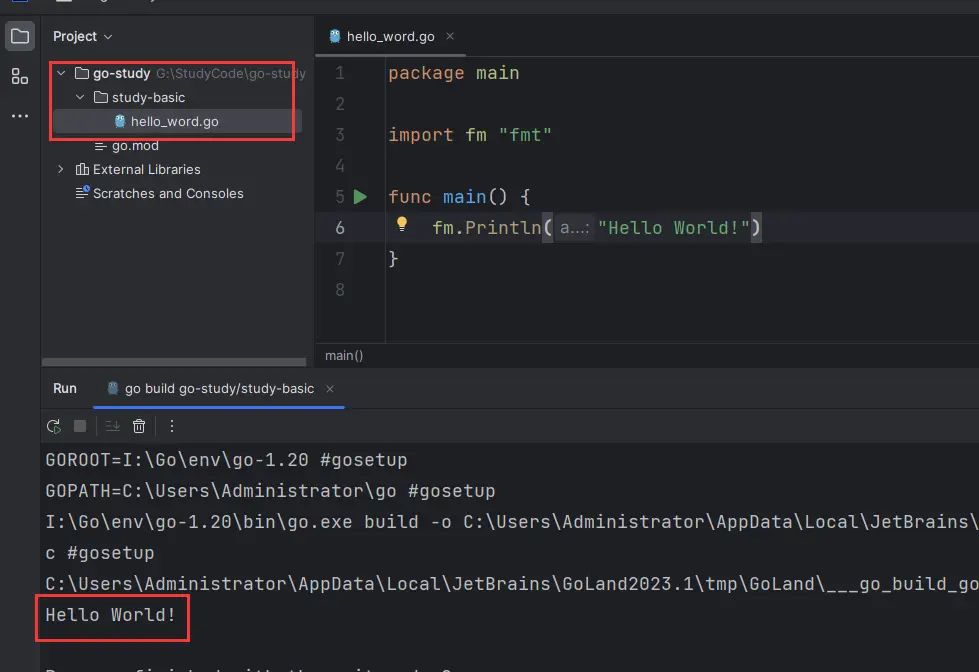 Project
hello_word.go
go-study G:\StudyCode\go-study
study-basic
hello_word.go
go.mod
External Libraries
Scratches and Consoles
1 package main
2
3 import fm "fmt"
4
5 func main() {
6 fm.Println( a...: "Hello World!")
7 }
8
main()
Run go build go-study/study-basic
GOROOT=I:\Go\env\go-1.20 #gosetup
GOPATH=C:\Users\Administrator\go #gosetup
I:\Go\env\go-1.20\bin\go.exe build -o C:\Users\Administrator\AppData\Local\JetBrains\
c #gosetup
C:\Users\Administrator\AppData\Local\JetBrains\GoLand2023.1\tmp\GoLand\___go_build_go
Hello World!